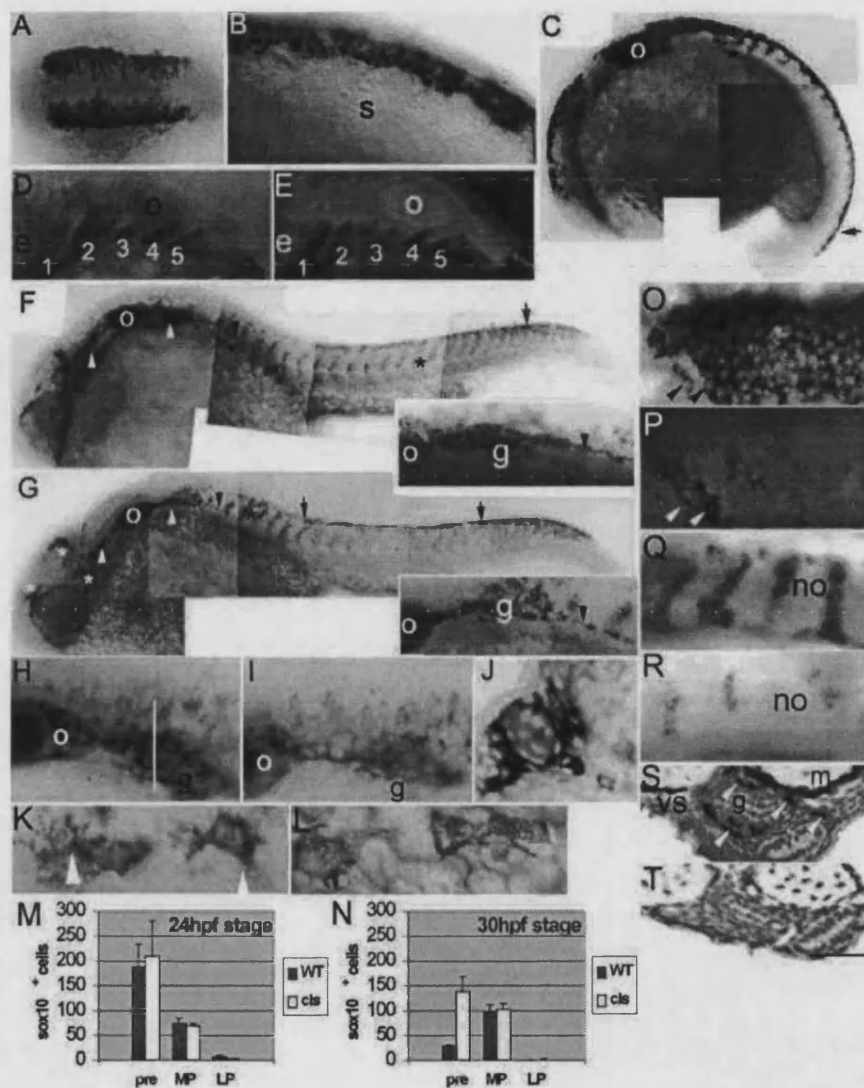 A
B
s
C
o
D
o
e
1 2 3 4 5
E
o
e
1 2 3 4 5
F
o
*
o g
G
o
*
*
o g
H
o
g
I
o
g
J
K
L
O
P
Q
no
R
no
S
vs g m
T
M
24hpf stage
sox10 + cells
300
250
200
150
100
50
0
pre MP LP
WT
cls
N
30hpf stage
sox10 + cells
300
250
200
150
100
50
0
pre MP LP
WT
cls